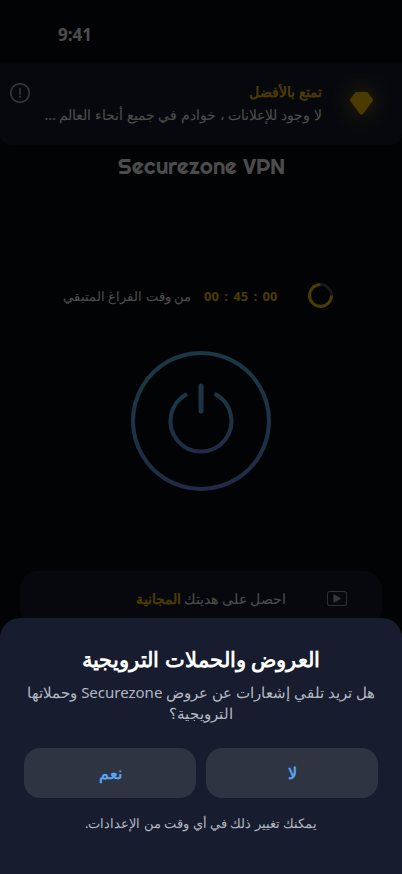 9:41
تمتع بالأفضل
لا وجود للإعلانات ، خوادم في جميع أنحاء العالم ...
Securezone VPN
00 : 45 : 00 من وقت الفراغ المتبقي
احصل على هديتك المجانية
العروض والحملات الترويجية
هل تريد تلقي إشعارات عن عروض Securezone وحملاتها
الترويجية؟
لا
نعم
يمكنك تغيير ذلك في أي وقت من الإعدادات.